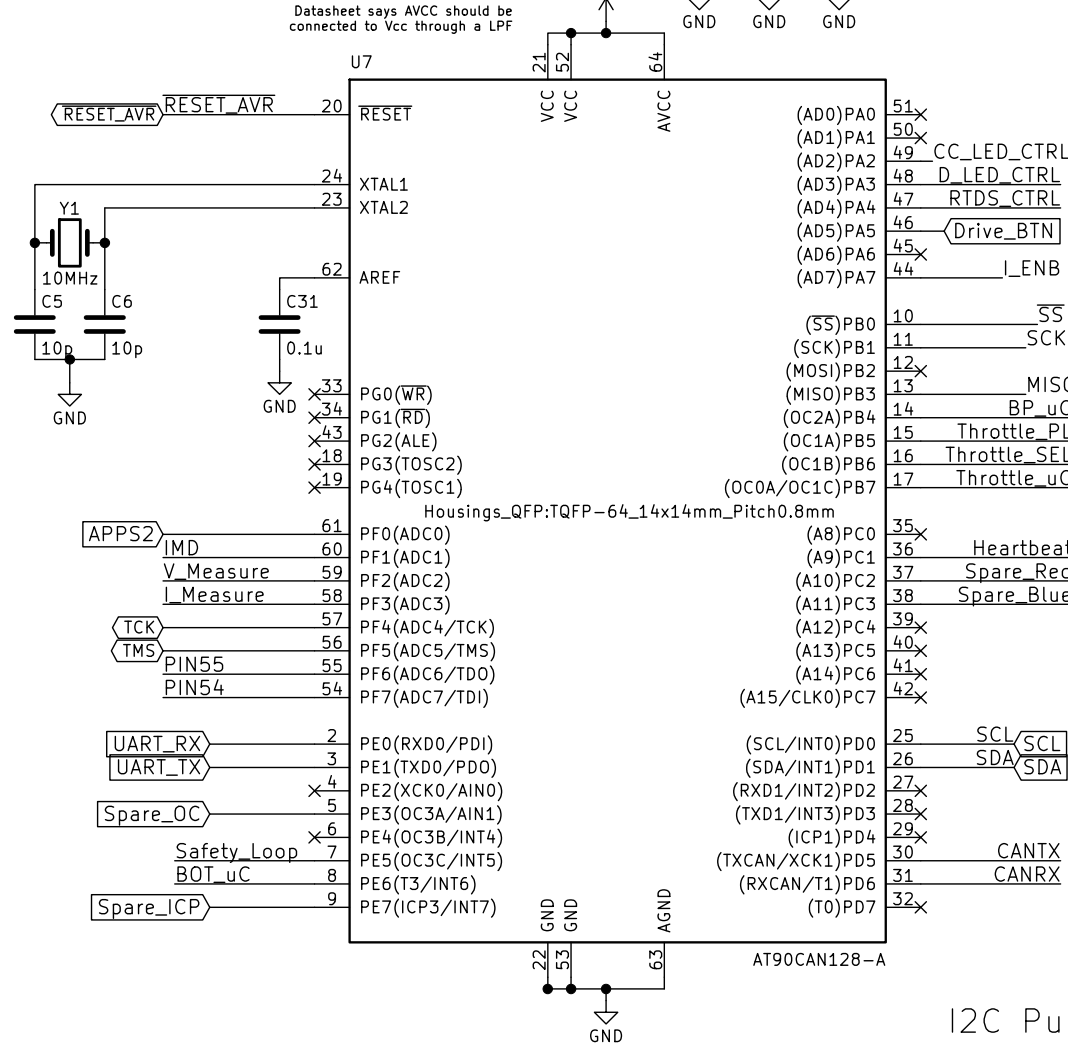 Datasheet says AVCC should be
connected to Vcc through a LPF
GND
GND
GND
U7
21
52
64
VCC
VCC
AVCC
RESET_AVR
RESET_AVR
20
RESET
24
XTAL1
23
XTAL2
Y1
10MHz
C5
10p
C6
10p
GND
62
AREF
C31
0.1u
GND
33
PG0(WR)
34
PG1(RD)
43
PG2(ALE)
18
PG3(TOSC2)
19
PG4(TOSC1)
Housings_QFP:TQFP-64_14x14mm_Pitch0.8mm
APPS2
61
PF0(ADC0)
IMD
60
PF1(ADC1)
V_Measure
59
PF2(ADC2)
I_Measure
58
PF3(ADC3)
TCK
57
PF4(ADC4/TCK)
TMS
56
PF5(ADC5/TMS)
PIN55
55
PF6(ADC6/TDO)
PIN54
54
PF7(ADC7/TDI)
UART_RX
2
PE0(RXD0/PDI)
UART_TX
3
PE1(TXD0/PDO)
4
PE2(XCK0/AIN0)
Spare_OC
5
PE3(OC3A/AIN1)
6
PE4(OC3B/INT4)
Safety_Loop
7
PE5(OC3C/INT5)
BOT_uC
8
PE6(T3/INT6)
Spare_ICP
9
PE7(ICP3/INT7)
(AD0)PA0
51
(AD1)PA1
50
(AD2)PA2
49
CC_LED_CTRL
(AD3)PA3
48
D_LED_CTRL
(AD4)PA4
47
RTDS_CTRL
(AD5)PA5
46
Drive_BTN
(AD6)PA6
45
(AD7)PA7
44
I_ENB
(SS)PB0
10
SS
(SCK)PB1
11
SCK
(MOSI)PB2
12
(MISO)PB3
13
MISO
(OC2A)PB4
14
BP_uC
(OC1A)PB5
15
Throttle_PL
(OC1B)PB6
16
Throttle_SEL
(OC0A/OC1C)PB7
17
Throttle_uC
(A8)PC0
35
(A9)PC1
36
Heartbeat
(A10)PC2
37
Spare_Red
(A11)PC3
38
Spare_Blue
(A12)PC4
39
(A13)PC5
40
(A14)PC6
41
(A15/CLK0)PC7
42
(SCL/INT0)PD0
25
SCL
SCL
(SDA/INT1)PD1
26
SDA
SDA
(RXD1/INT2)PD2
27
(TXD1/INT3)PD3
28
(ICP1)PD4
29
(TXCAN/XCK1)PD5
30
CANTX
(RXCAN/T1)PD6
31
CANRX
(T0)PD7
32
GND
GND
AGND
22
53
63
AT90CAN128-A
GND
I2C Pu